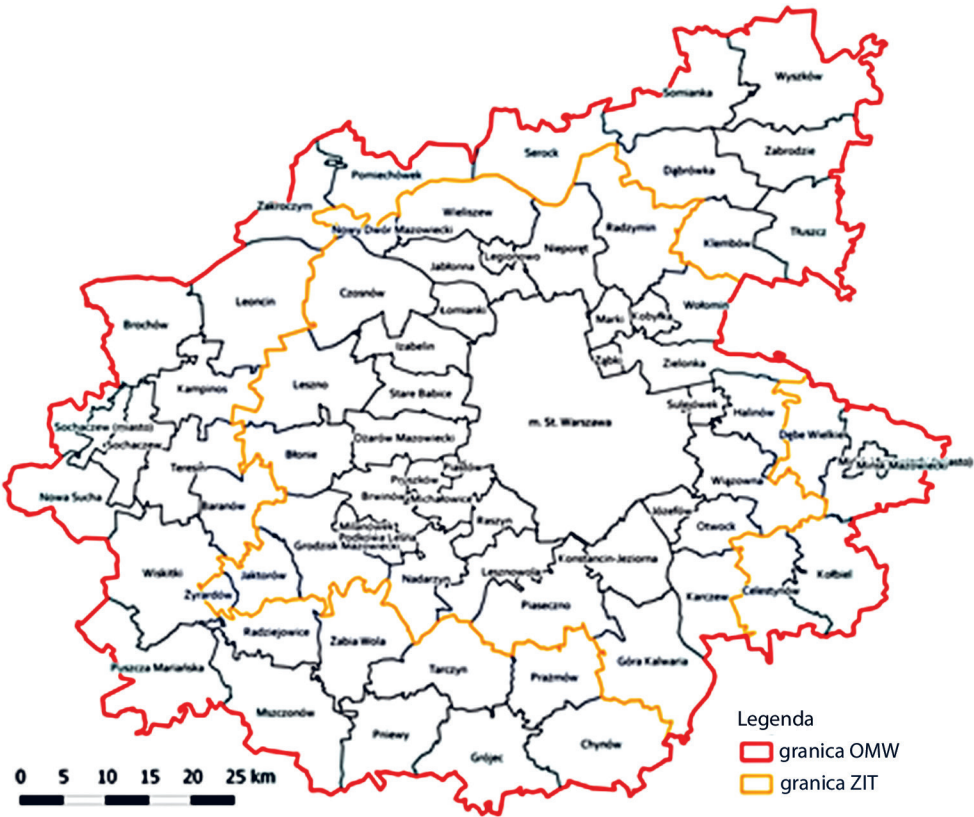 Wyszków
Somianka
Zabrodzie
Serock
Dąbrówka
Pomiechówek
Zakroczym
Wieliszew
Nowy Dwór Mazowiecki
Radzymin
Tłuszcz
Klembów
Nieporęt
Legionowo
Jabłonna
Czosnów
Leoncin
Wołomin
Łomianki
Marki
Kobyłka
Brochów
Izabelin
Ząbki
Zielonka
Leszno
Kampinos
Stare Babice
Sulejówek
Halinów
m. St. Warszawa
Sochaczew (miasto)
Dębe Wielkie
Ożarów Mazowiecki
Sochaczew
Błonie
Mińsk Mazowiecki
Teresin
Piastów
Pruszków
Wiązowna
Nowa Sucha
Brwinów
Michałowice
Baranów
Józefów
Raszyn
Milanówek
Otwock
Podkowa Leśna
Grodzisk Mazowiecki
Konstancin-Jeziorna
Wiskitki
Jaktorów
Nadarzyn
Lesznowola
Kołbiel
Żyrardów
Karczew
Celestynów
Piaseczno
Radziejowice
Żabia Wola
Góra Kalwaria
Puszcza Mariańska
Tarczyn
Prażmów
Mszczonów
Legenda
Pniewy
Chynów
granica OMW
Grójec
0 5 10 15 20 25 km
granica ZIT